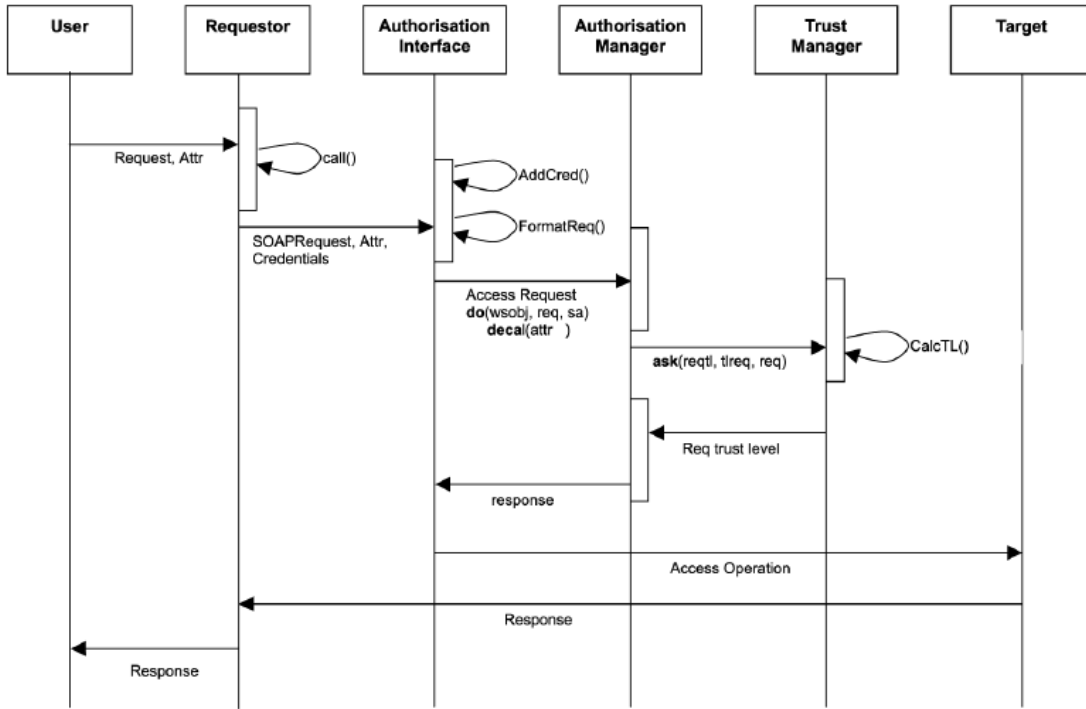 User
Requestor
Authorisation
Interface
Authorisation
Manager
Trust
Manager
Target
Request, Attr
call()
AddCred()
SOAPRequest, Attr,
Credentials
FormatReq()
Access Request
do(wsobj, req, sa)
decal(attr )
ask(reqtl, tlreq, req)
CalcTL()
Req trust level
response
Access Operation
Response
Response